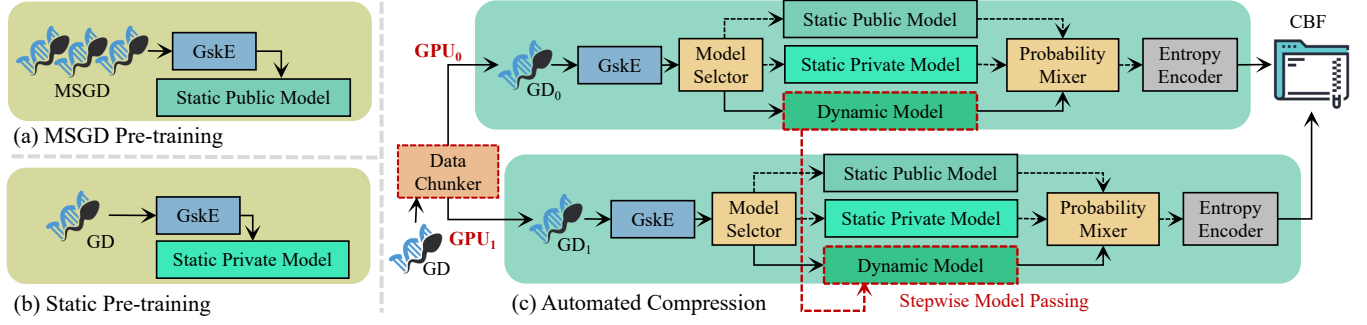 MSGD
GskE
Static Public Model
(a) MSGD Pre-training
GD
GskE
Static Private Model
(b) Static Pre-training
GPU0
GD0
GskE
Model
Selctor
Static Public Model
Static Private Model
Dynamic Model
Probability
Mixer
Entropy
Encoder
CBF
Data
Chunker
GD
GPU1
GD1
GskE
Model
Selctor
Static Public Model
Static Private Model
Dynamic Model
Probability
Mixer
Entropy
Encoder
(c) Automated Compression
Stepwise Model Passing